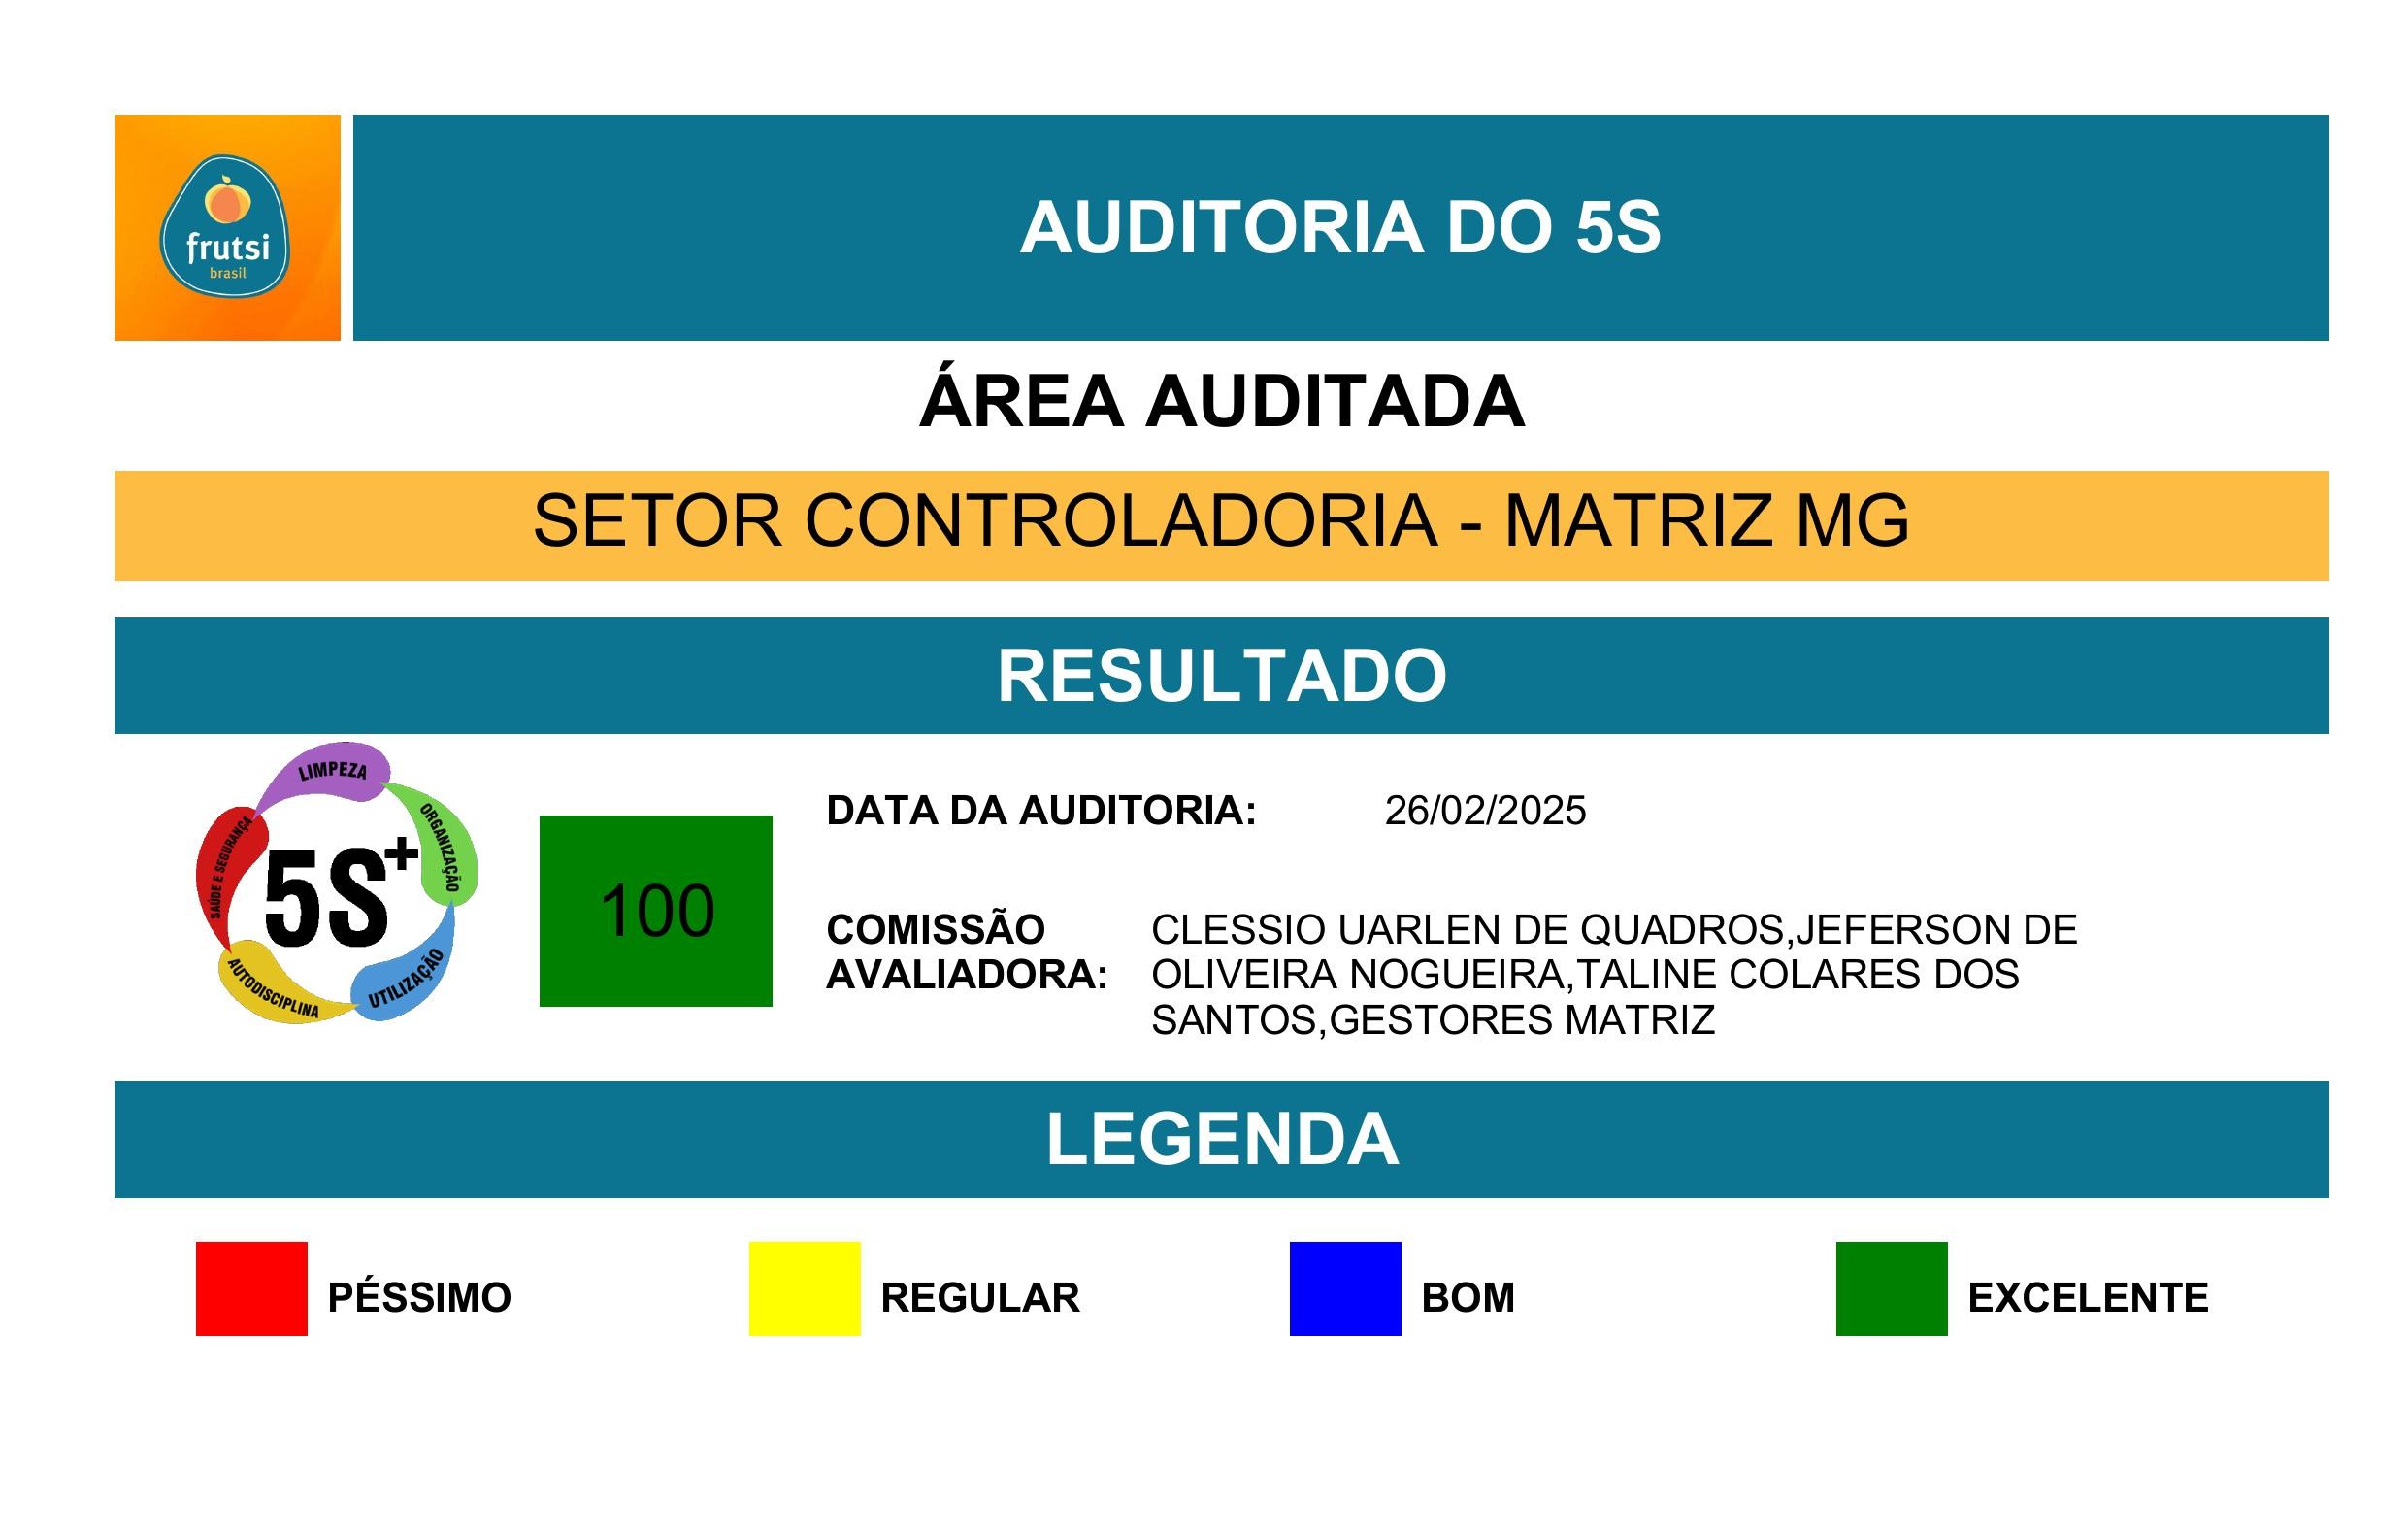 frutsi
brasil
AUDITORIA DO 5S
ÁREA AUDITADA
SETOR CONTROLADORIA - MATRIZ MG
RESULTADO
LIMPEZA
ORGANIZAÇÃO
SAÚDE E SEGURANÇA
5S+
AUTODISCIPLINA
UTILIZAÇÃO
100
DATA DA AUDITORIA: 26/02/2025
COMISSÃO AVALIADORA:
CLESSIO UARLEN DE QUADROS,JEFERSON DE
OLIVEIRA NOGUEIRA,TALINE COLARES DOS
SANTOS,GESTORES MATRIZ
LEGENDA
PÉSSIMO
REGULAR
BOM
EXCELENTE